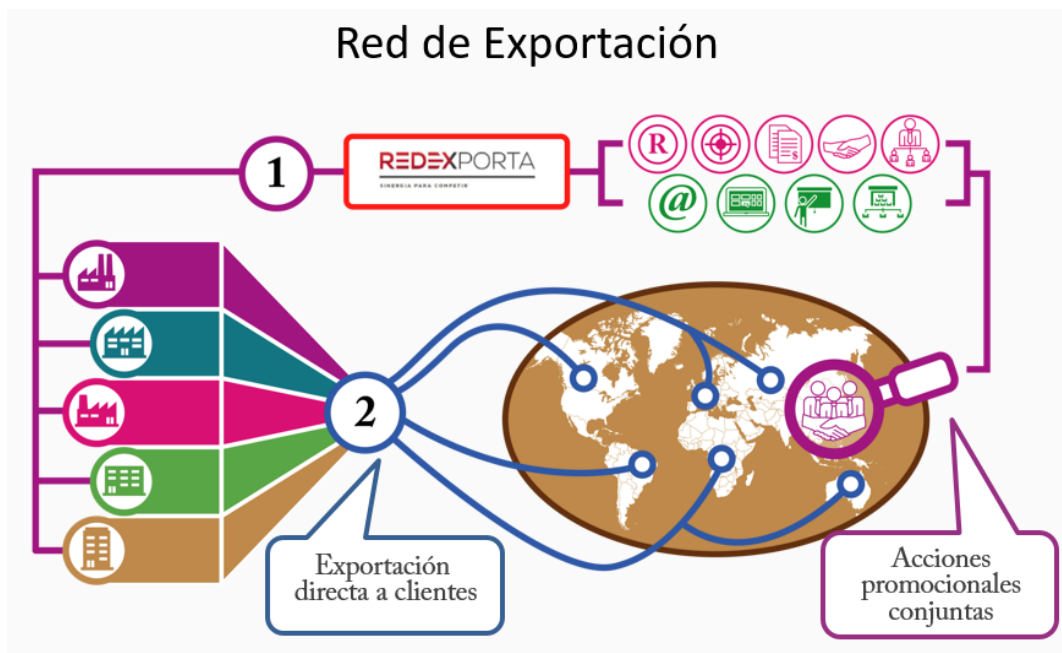 Red de Exportación
1
REDEXPORTA
SINERGIA PARA COMPETIR
R
$
@
2
Exportación
directa a clientes
Acciones
promocionales
conjuntas